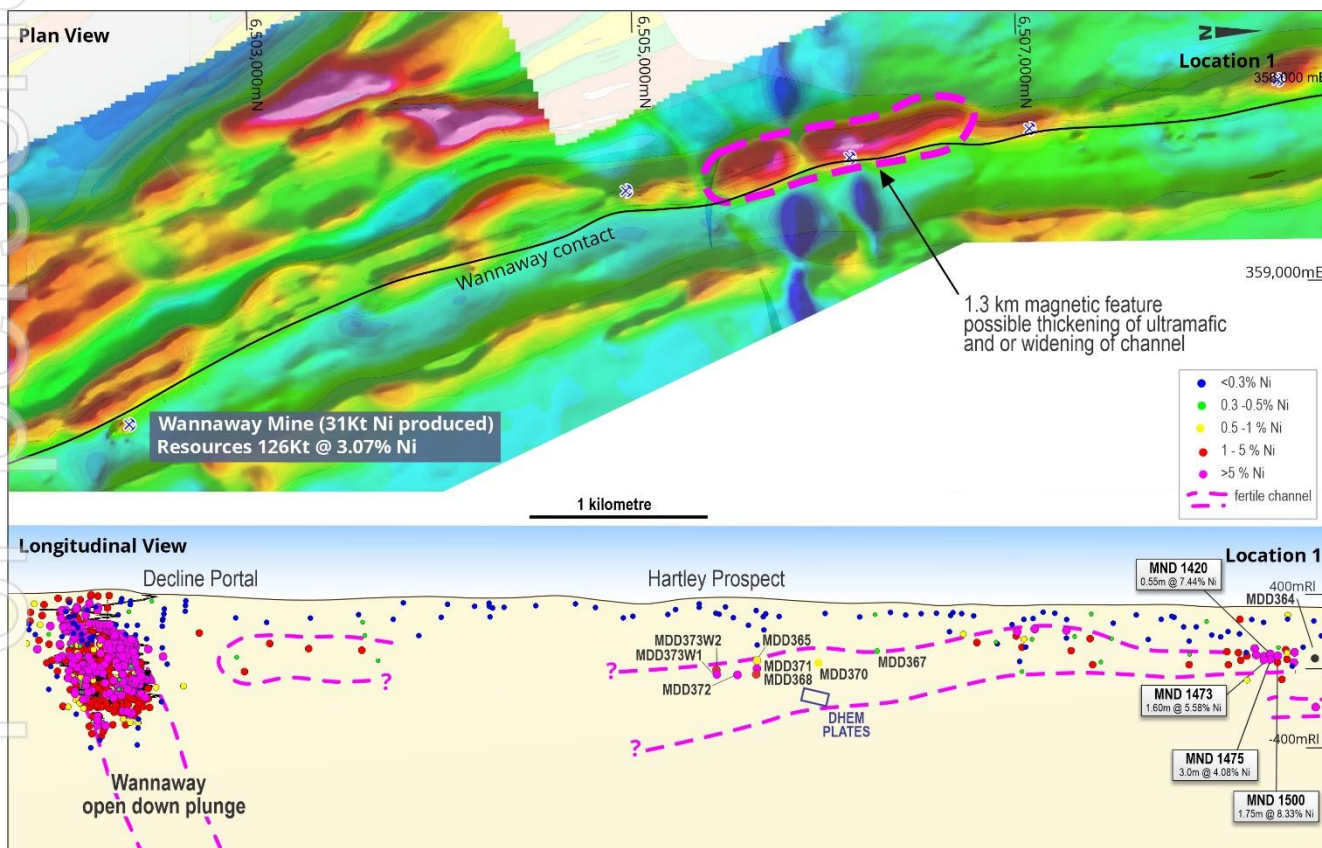 Plan View
6,503,000mN
6,505,000mN
6,507,000mN
N
Location 1
358,000 mE
Wannaway contact
359,000mE
1.3 km magnetic feature
possible thickening of ultramafic
and or widening of channel
Wannaway Mine (31Kt Ni produced)
Resources 126Kt @ 3.07% Ni
<0.3% Ni
0.3 -0.5% Ni
0.5 -1 % Ni
1 - 5 % Ni
>5 % Ni
fertile channel
1 kilometre
Longitudinal View
Location 1
Decline Portal
Hartley Prospect
MND 1420
0.55m @ 7.44% Ni
400mRl
MDD364
MDD373W2
MDD373W1
MDD365
MDD371
MDD368
MDD372
MDD370
MDD367
?
?
?
DHEM
PLATES
MND 1473
1.60m @ 5.58% Ni
-400mRl
MND 1475
3.0m @ 4.08% Ni
MND 1500
1.75m @ 8.33% Ni
Wannaway
open down plunge